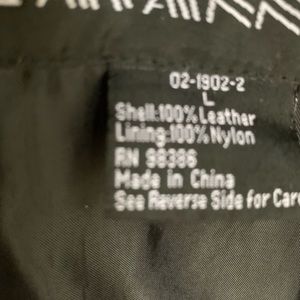 02-1902-2
L
Shell:100% Leather
Lining:100% Nylon
RN 98386
Made in China
See Reverse Side for Care